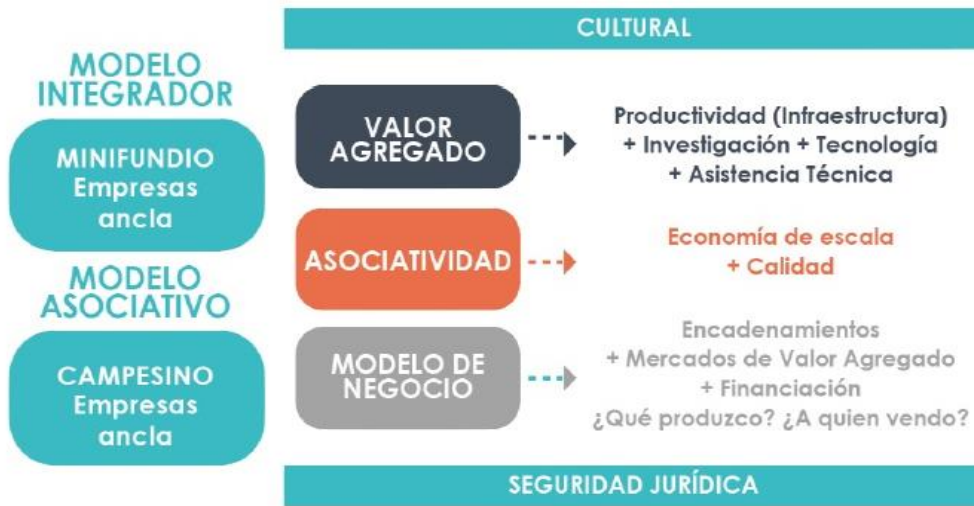 CULTURAL
MODELO
INTEGRADOR
MINIFUNDIO
Empresas
ancla
MODELO
ASOCIATIVO
CAMPESINO
Empresas
ancla
VALOR
AGREGADO
Productividad (Infraestructura)
+ Investigación + Tecnología
+ Asistencia Técnica
ASOCIATIVIDAD
Economía de escala
+ Calidad
MODELO DE
NEGOCIO
Encadenamientos
+ Mercados de Valor Agregado
+ Financiación
¿Qué produzco? ¿A quien vendo?
SEGURIDAD JURÍDICA